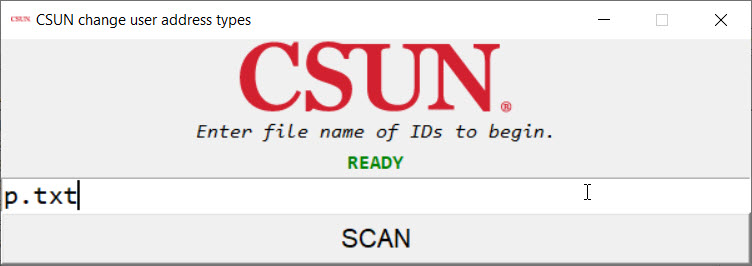 CSUN CSUN change user address types
CSUN®
Enter file name of IDs to begin.
READY
p.txt
SCAN